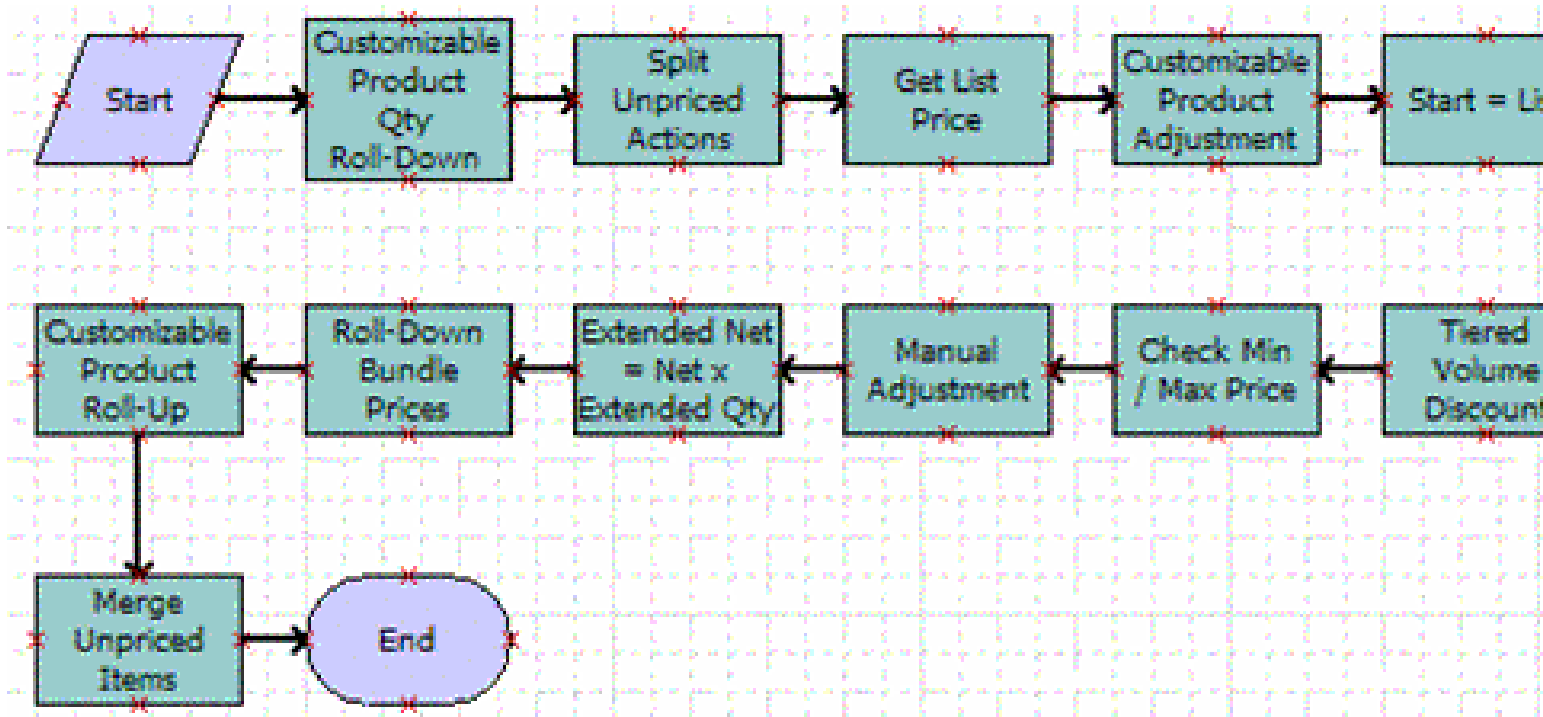 Start
Customizable
Product
Qty
Roll-Down
Split
Unpriced
Actions
Get List
Price
Customizable
Product
Adjustment
Start = Lis
Customizable
Product
Roll-Up
Roll-Down
Bundle
Prices
Extended Net
= Net x
Extended Qty
Manual
Adjustment
Check Min
/ Max Price
Tiered
Volume
Discount
Merge
Unpriced
Items
End